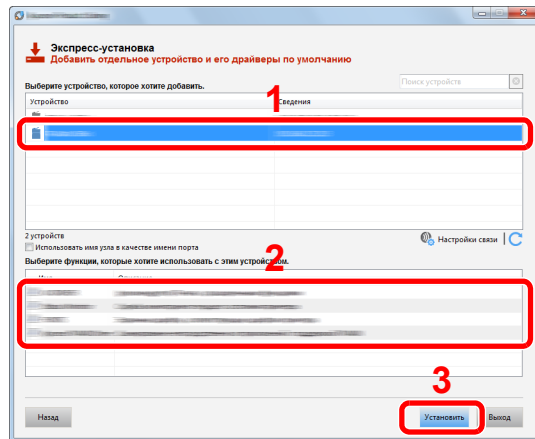 Экспресс-установка
Добавить отдельное устройство и его драйверы по умолчанию
Поиск устройств
Выберите устройство, которое хотите добавить.
1
Устройство Сведения
2 устройств
Настройки связи
Использовать имя узла в качестве имени порта
2
Выберите функции, которые хотите использовать с этим устройством.
3
Назад Установить Выход